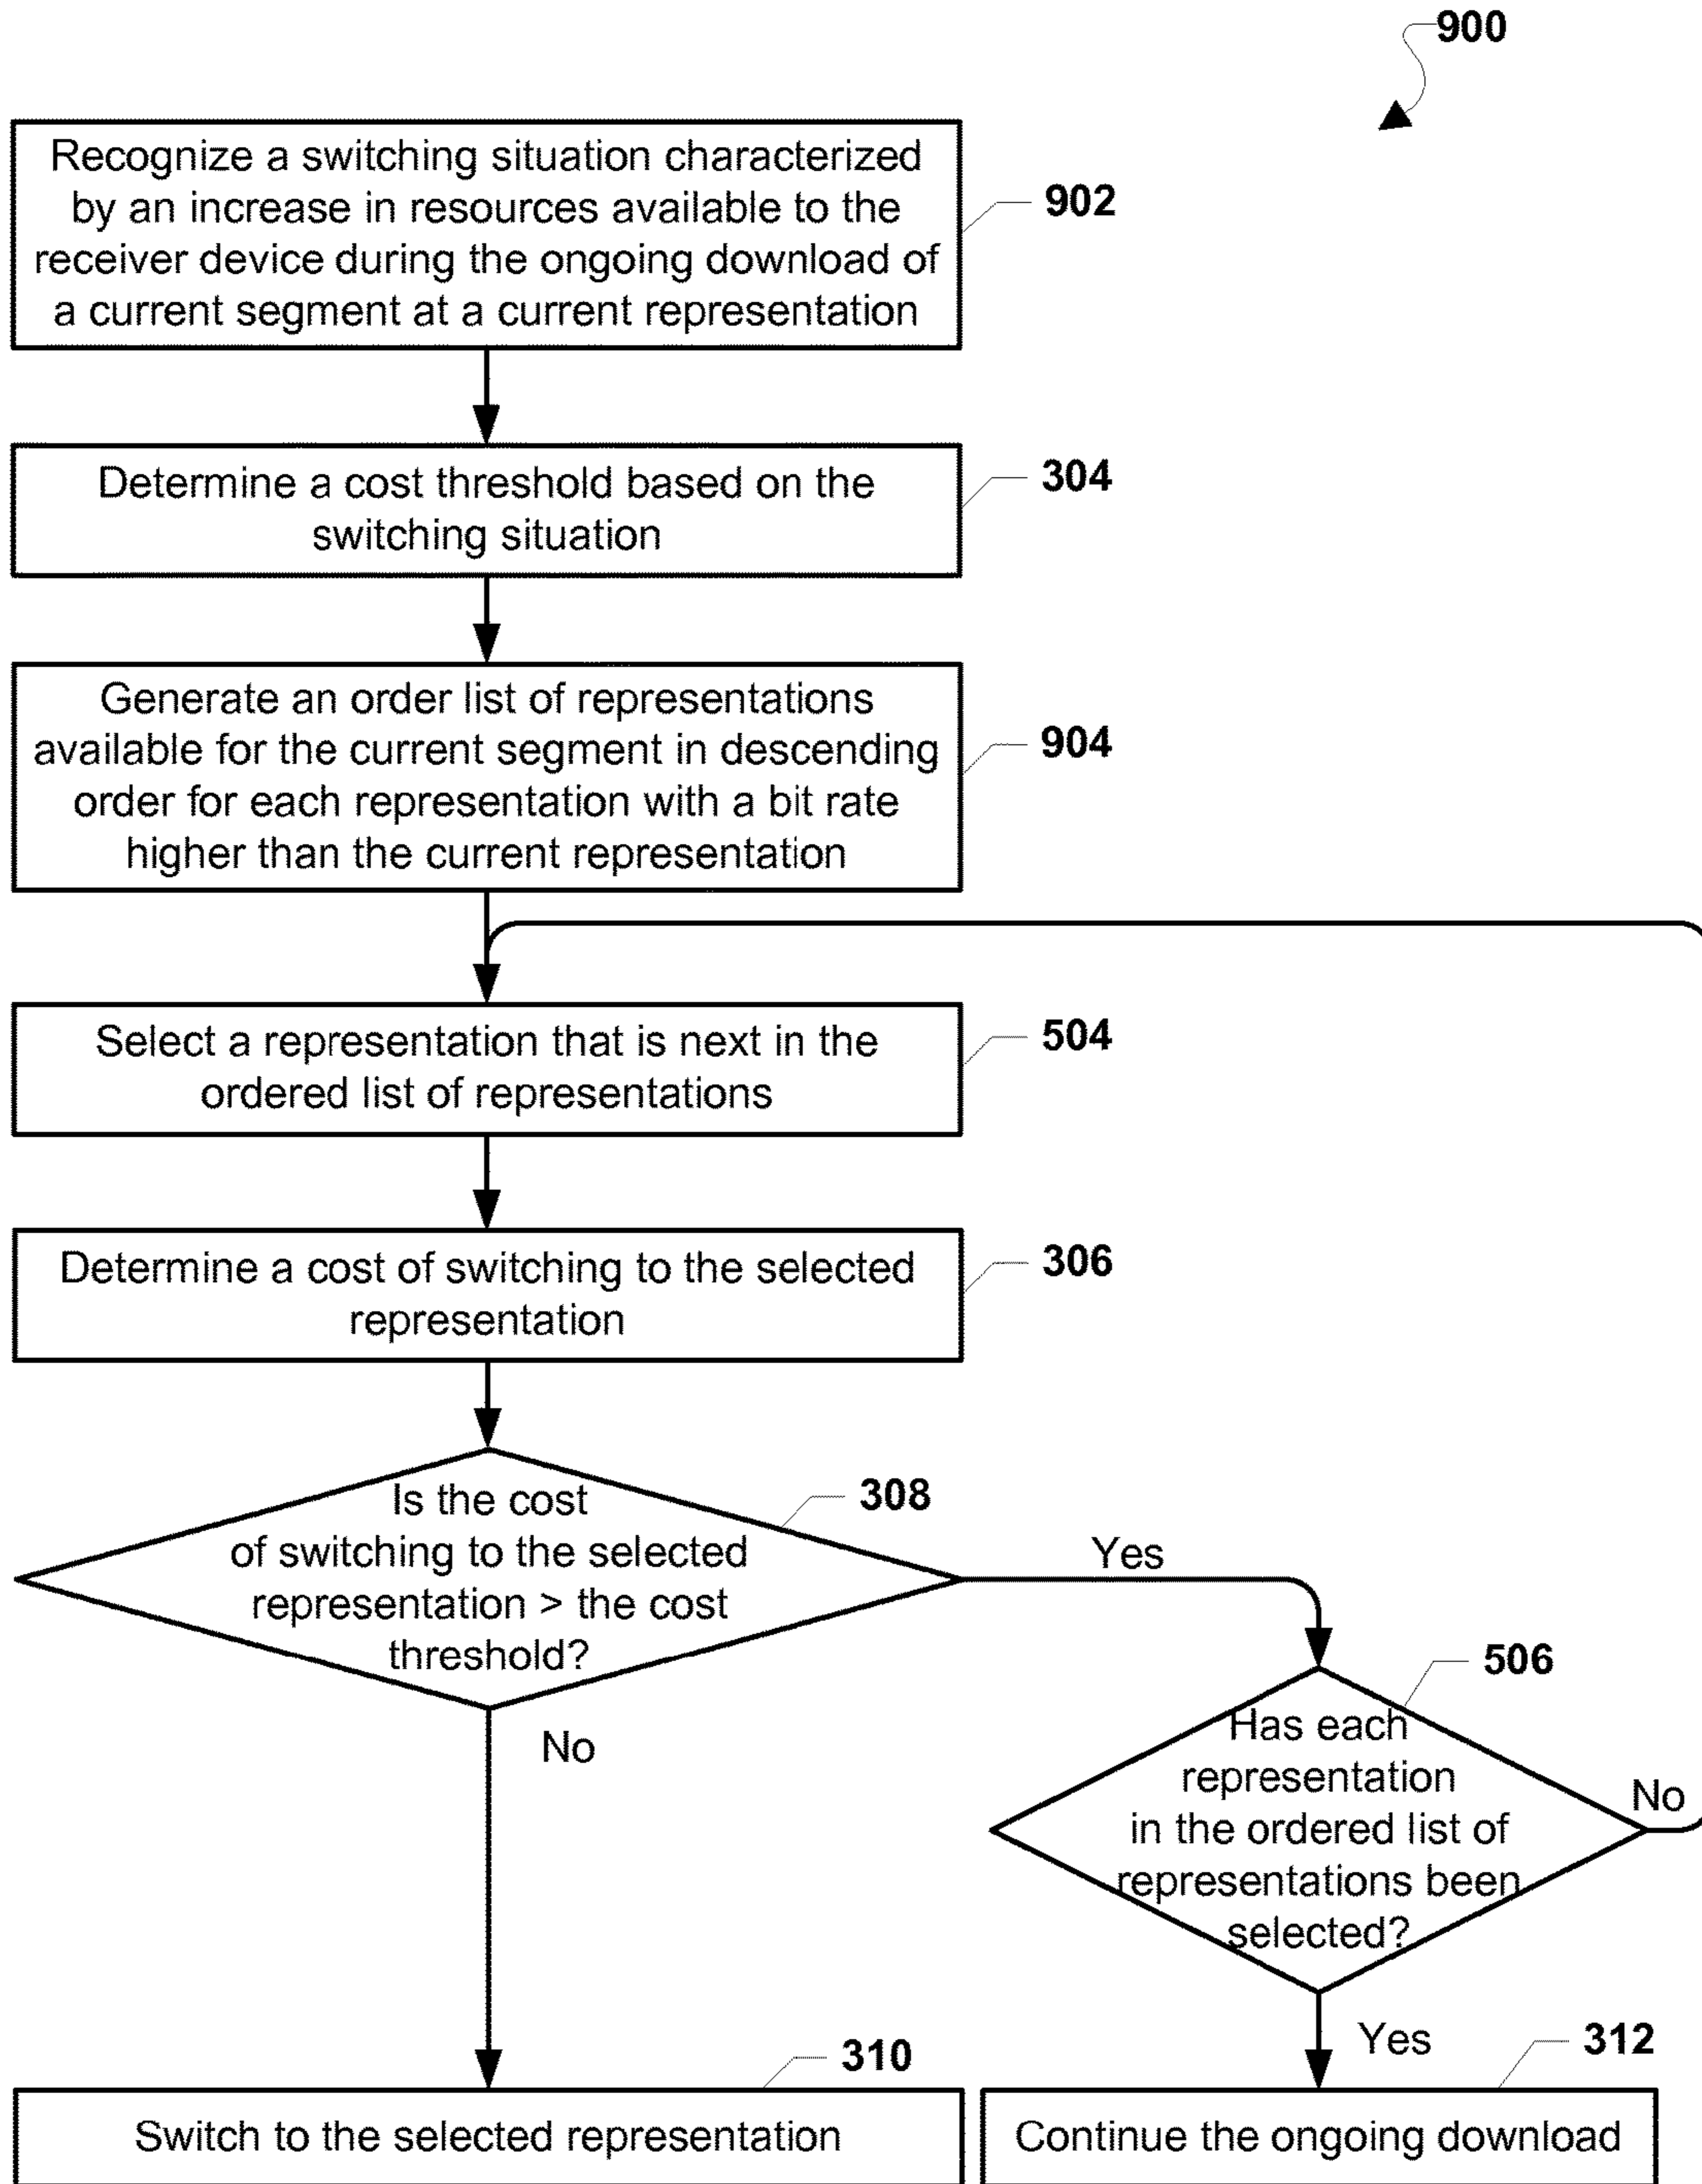 900
Recognize a switching situation characterized
by an increase in resources available to the
receiver device during the ongoing download of
a current segment at a current representation
902
Determine a cost threshold based on the
switching situation
304
Generate an order list of representations
available for the current segment in descending
order for each representation with a bit rate
higher than the current representation
904
Select a representation that is next in the
ordered list of representations
504
Determine a cost of switching to the selected
representation
306
Is the cost
of switching to the selected
representation > the cost
threshold?
308
Yes
No
506
Has each
representation
in the ordered list of
representations been
selected?
No
Yes
310
Switch to the selected representation
312
Continue the ongoing download